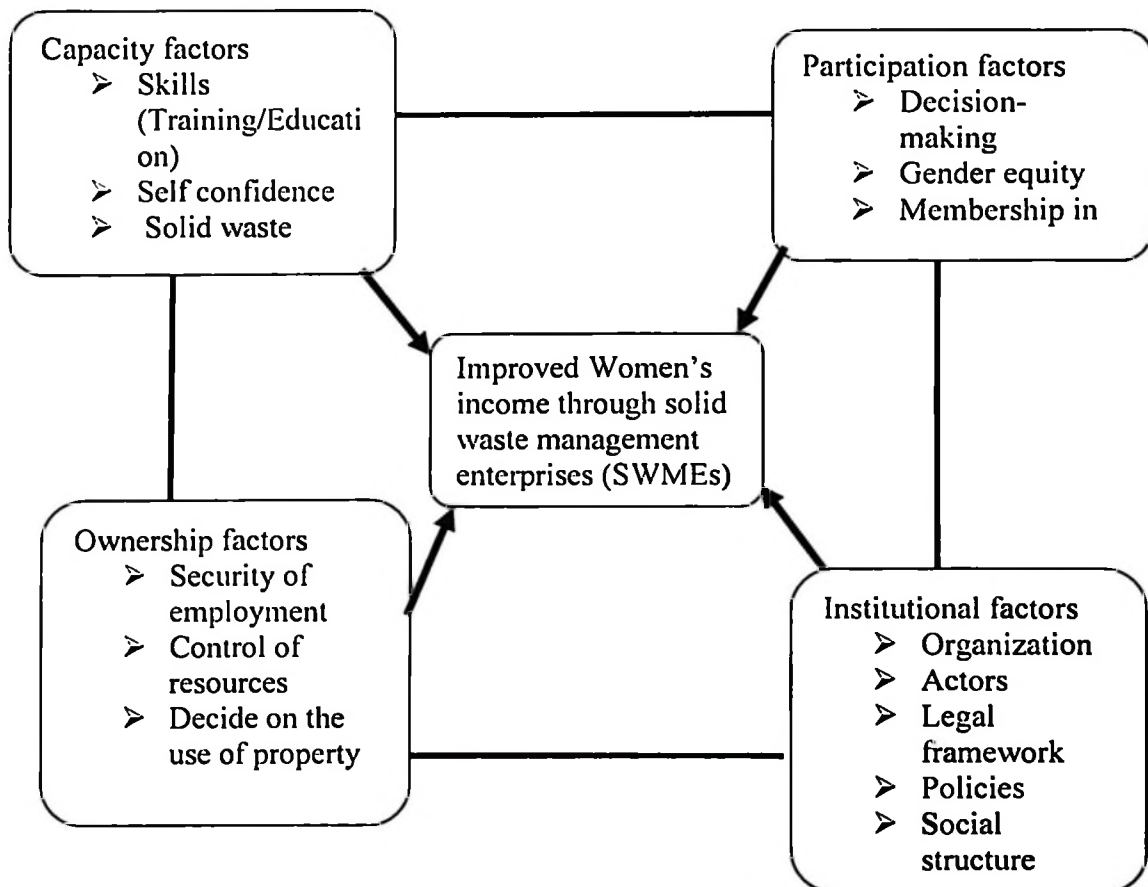 Capacity factors
➢ Skills
(Training/Educati
on)
➢ Self confidence
➢ Solid waste
Participation factors
➢ Decision-
making
➢ Gender equity
➢ Membership in
Improved Women's
income through solid
waste management
enterprises (SWMEs)
Ownership factors
➢ Security of
employment
➢ Control of
resources
➢ Decide on the
use of property
Institutional factors
➢ Organization
➢ Actors
➢ Legal
framework
➢ Policies
➢ Social
structure